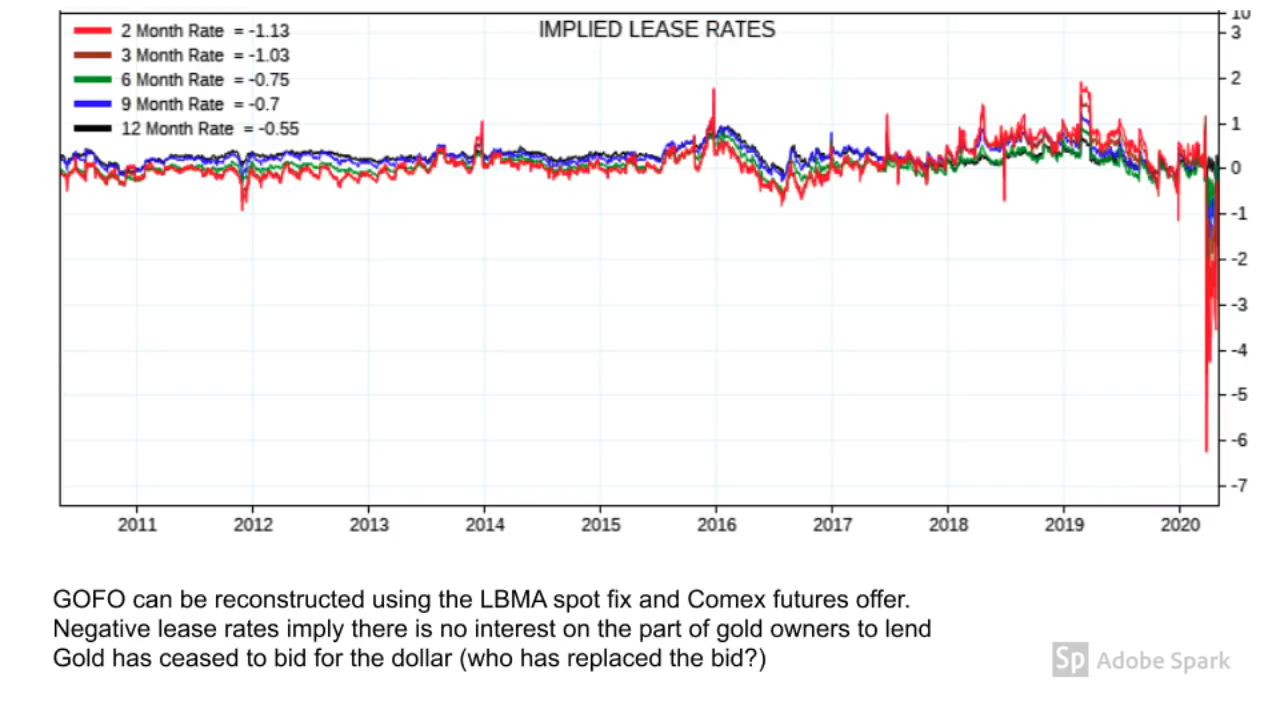 IMPLIED LEASE RATES
2 Month Rate = -1.13
3 Month Rate = -1.03
6 Month Rate = -0.75
9 Month Rate = -0.7
12 Month Rate = -0.55
10
3
2
1
0
-1
-2
-3
-4
-5
-6
-7
2011 2012 2013 2014 2015 2016 2017 2018 2019 2020
GOFO can be reconstructed using the LBMA spot fix and Comex futures offer.
Negative lease rates imply there is no interest on the part of gold owners to lend
Gold has ceased to bid for the dollar (who has replaced the bid?)
Sp Adobe Spark